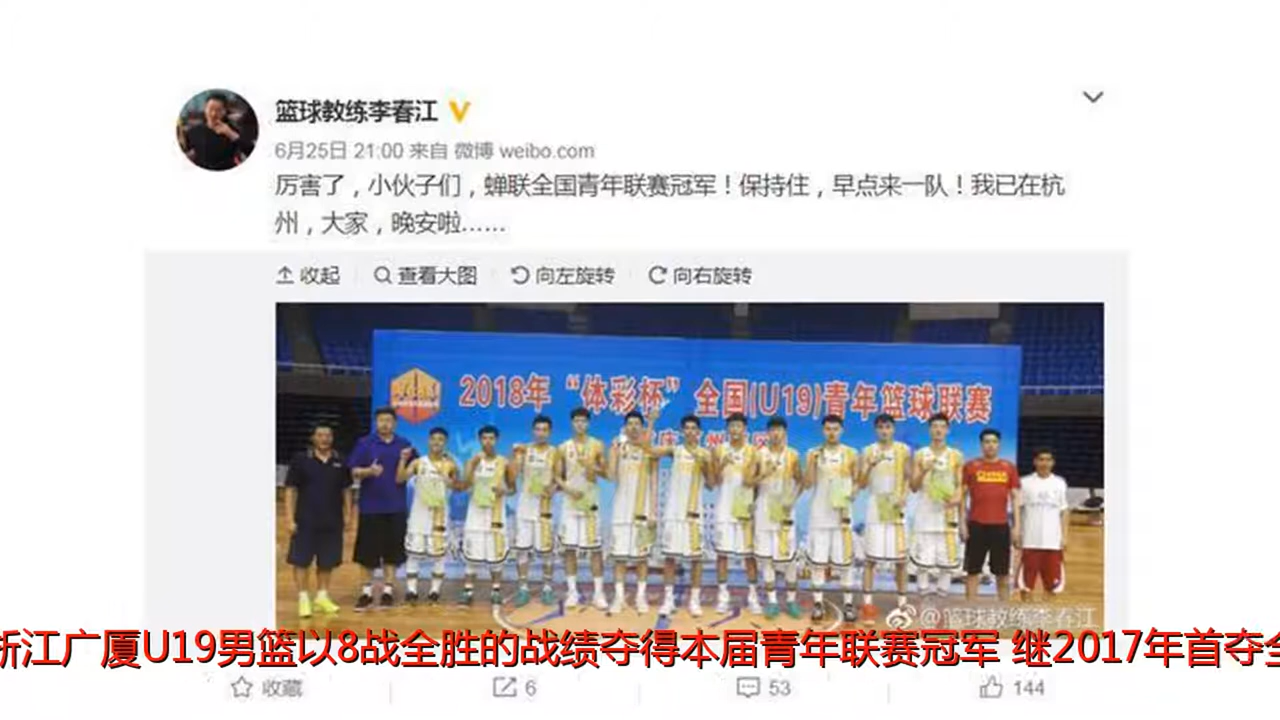 篮球教练李春江
6月25日 21:00 来自 微博 weibo.com
厉害了，小伙子们，蝉联全国青年联赛冠军！保持住，早点来一队！我已在杭
州，大家，晚安啦……
收起 查看大图 向左旋转 向右旋转
2018年 “体彩杯” 全国(U19)青年篮球联赛
@篮球教练李春江
浙江广厦U19男篮以8战全胜的战绩夺得本届青年联赛冠军 继2017年首夺全
收藏 6 53 144